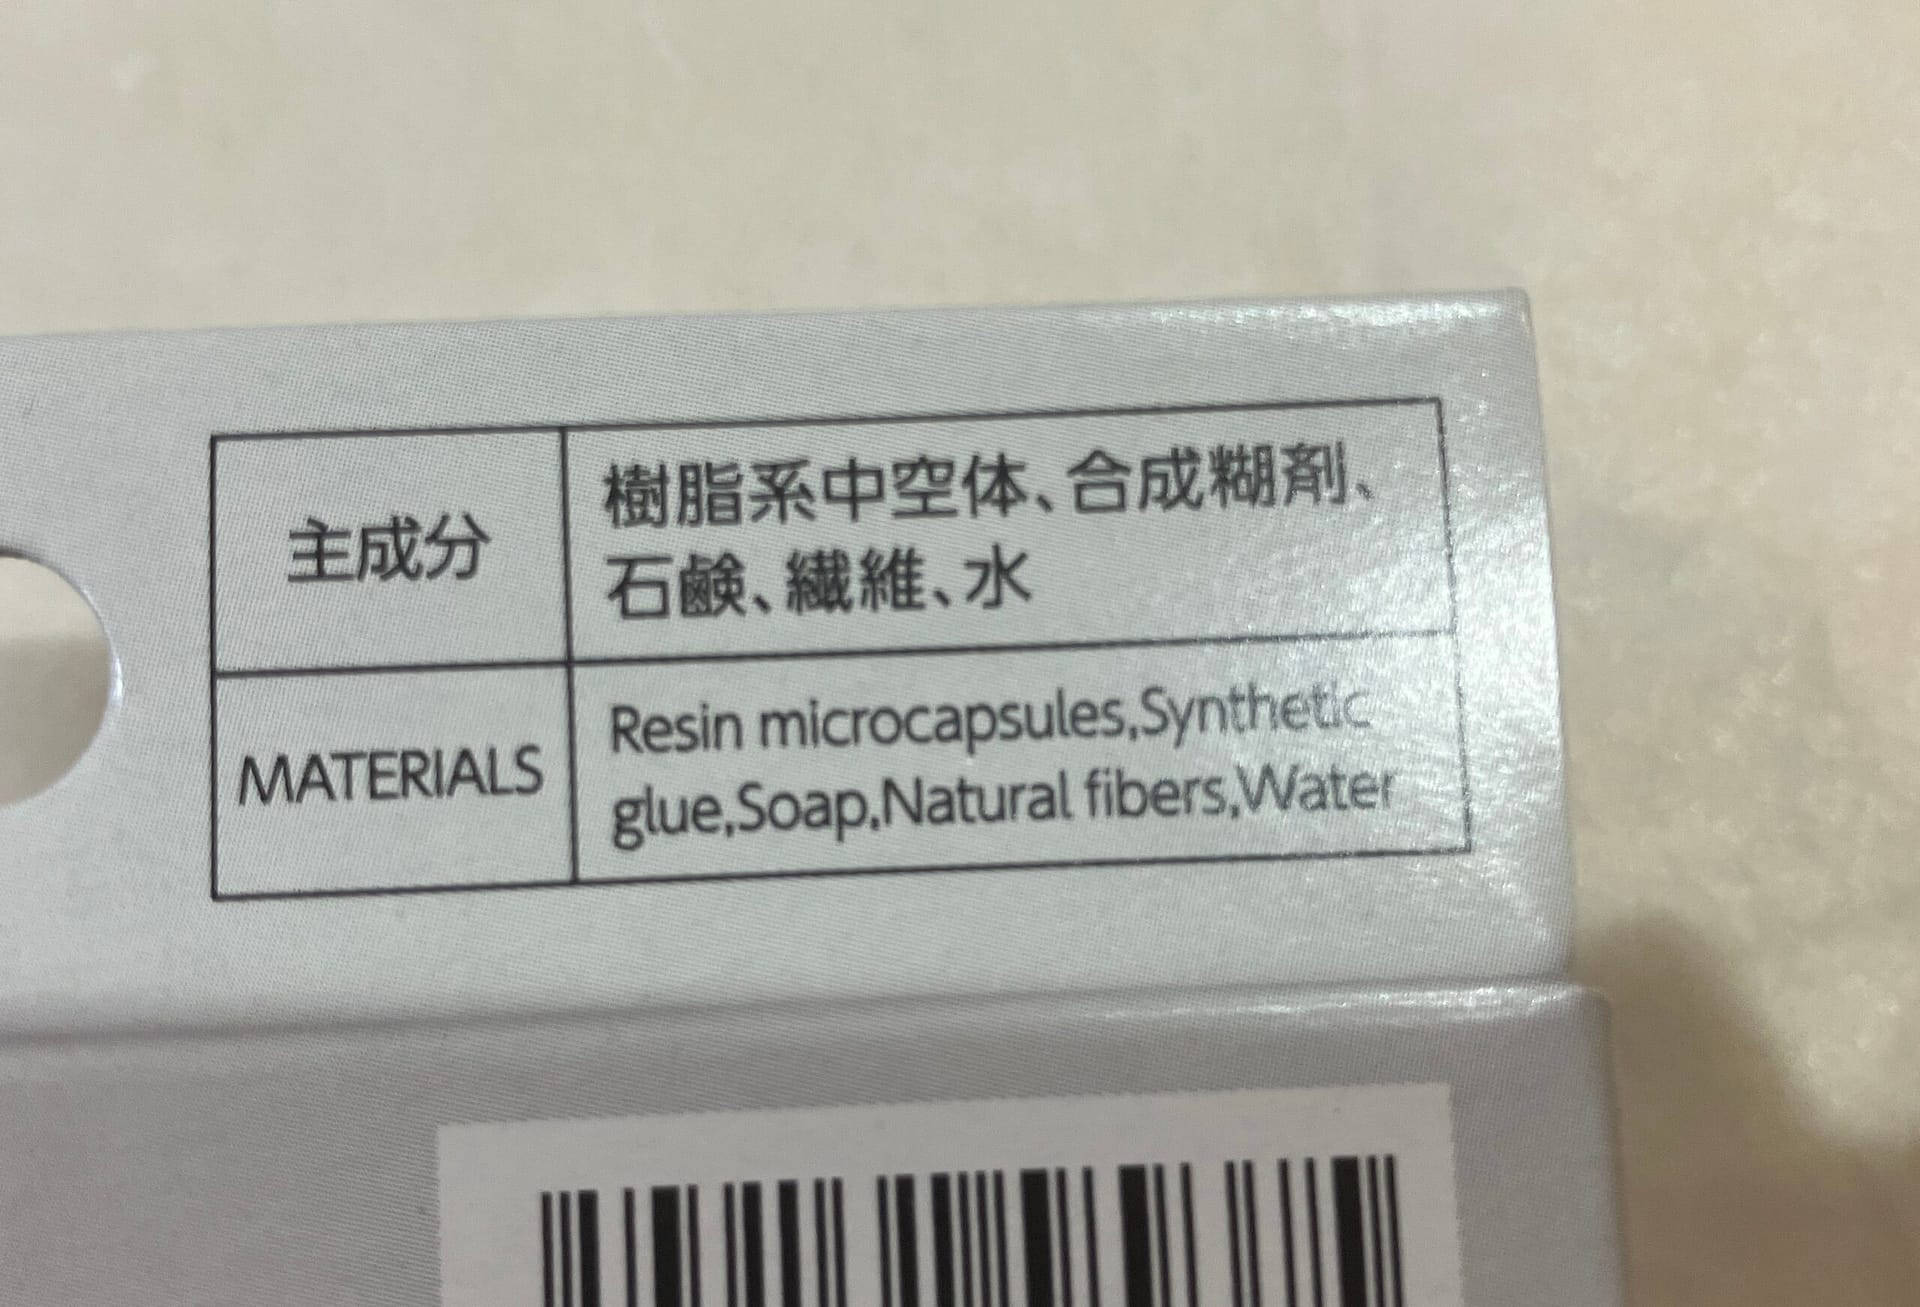 主成分
樹脂系中空体、合成糊剤、
石鹸、繊維、水
MATERIALS
Resin microcapsules,Synthetic
glue,Soap,Natural fibers,Water